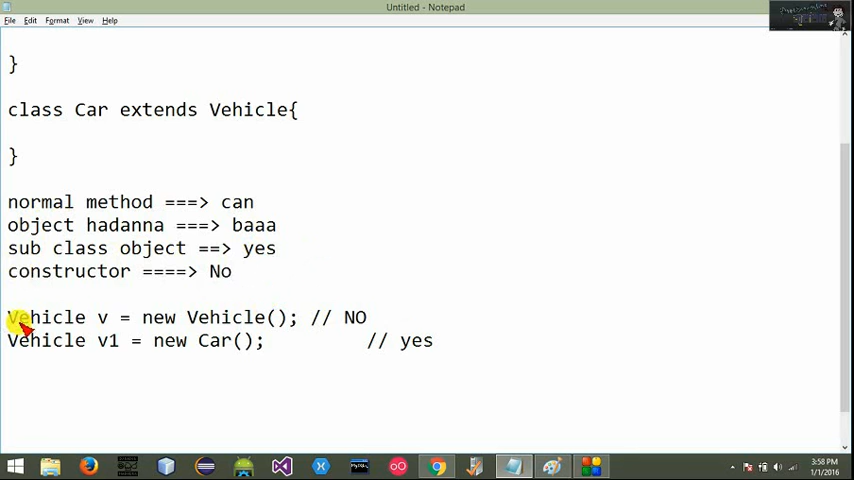 Untitled - Notepad
File Edit Format View Help
}
class Car extends Vehicle{
}
normal method ===> can
object hadanna ===> baaa
sub class object ==> yes
constructor ====> No
Vehicle v = new Vehicle(); // NO
Vehicle v1 = new Car(); // yes
3:58 PM
1/1/2016